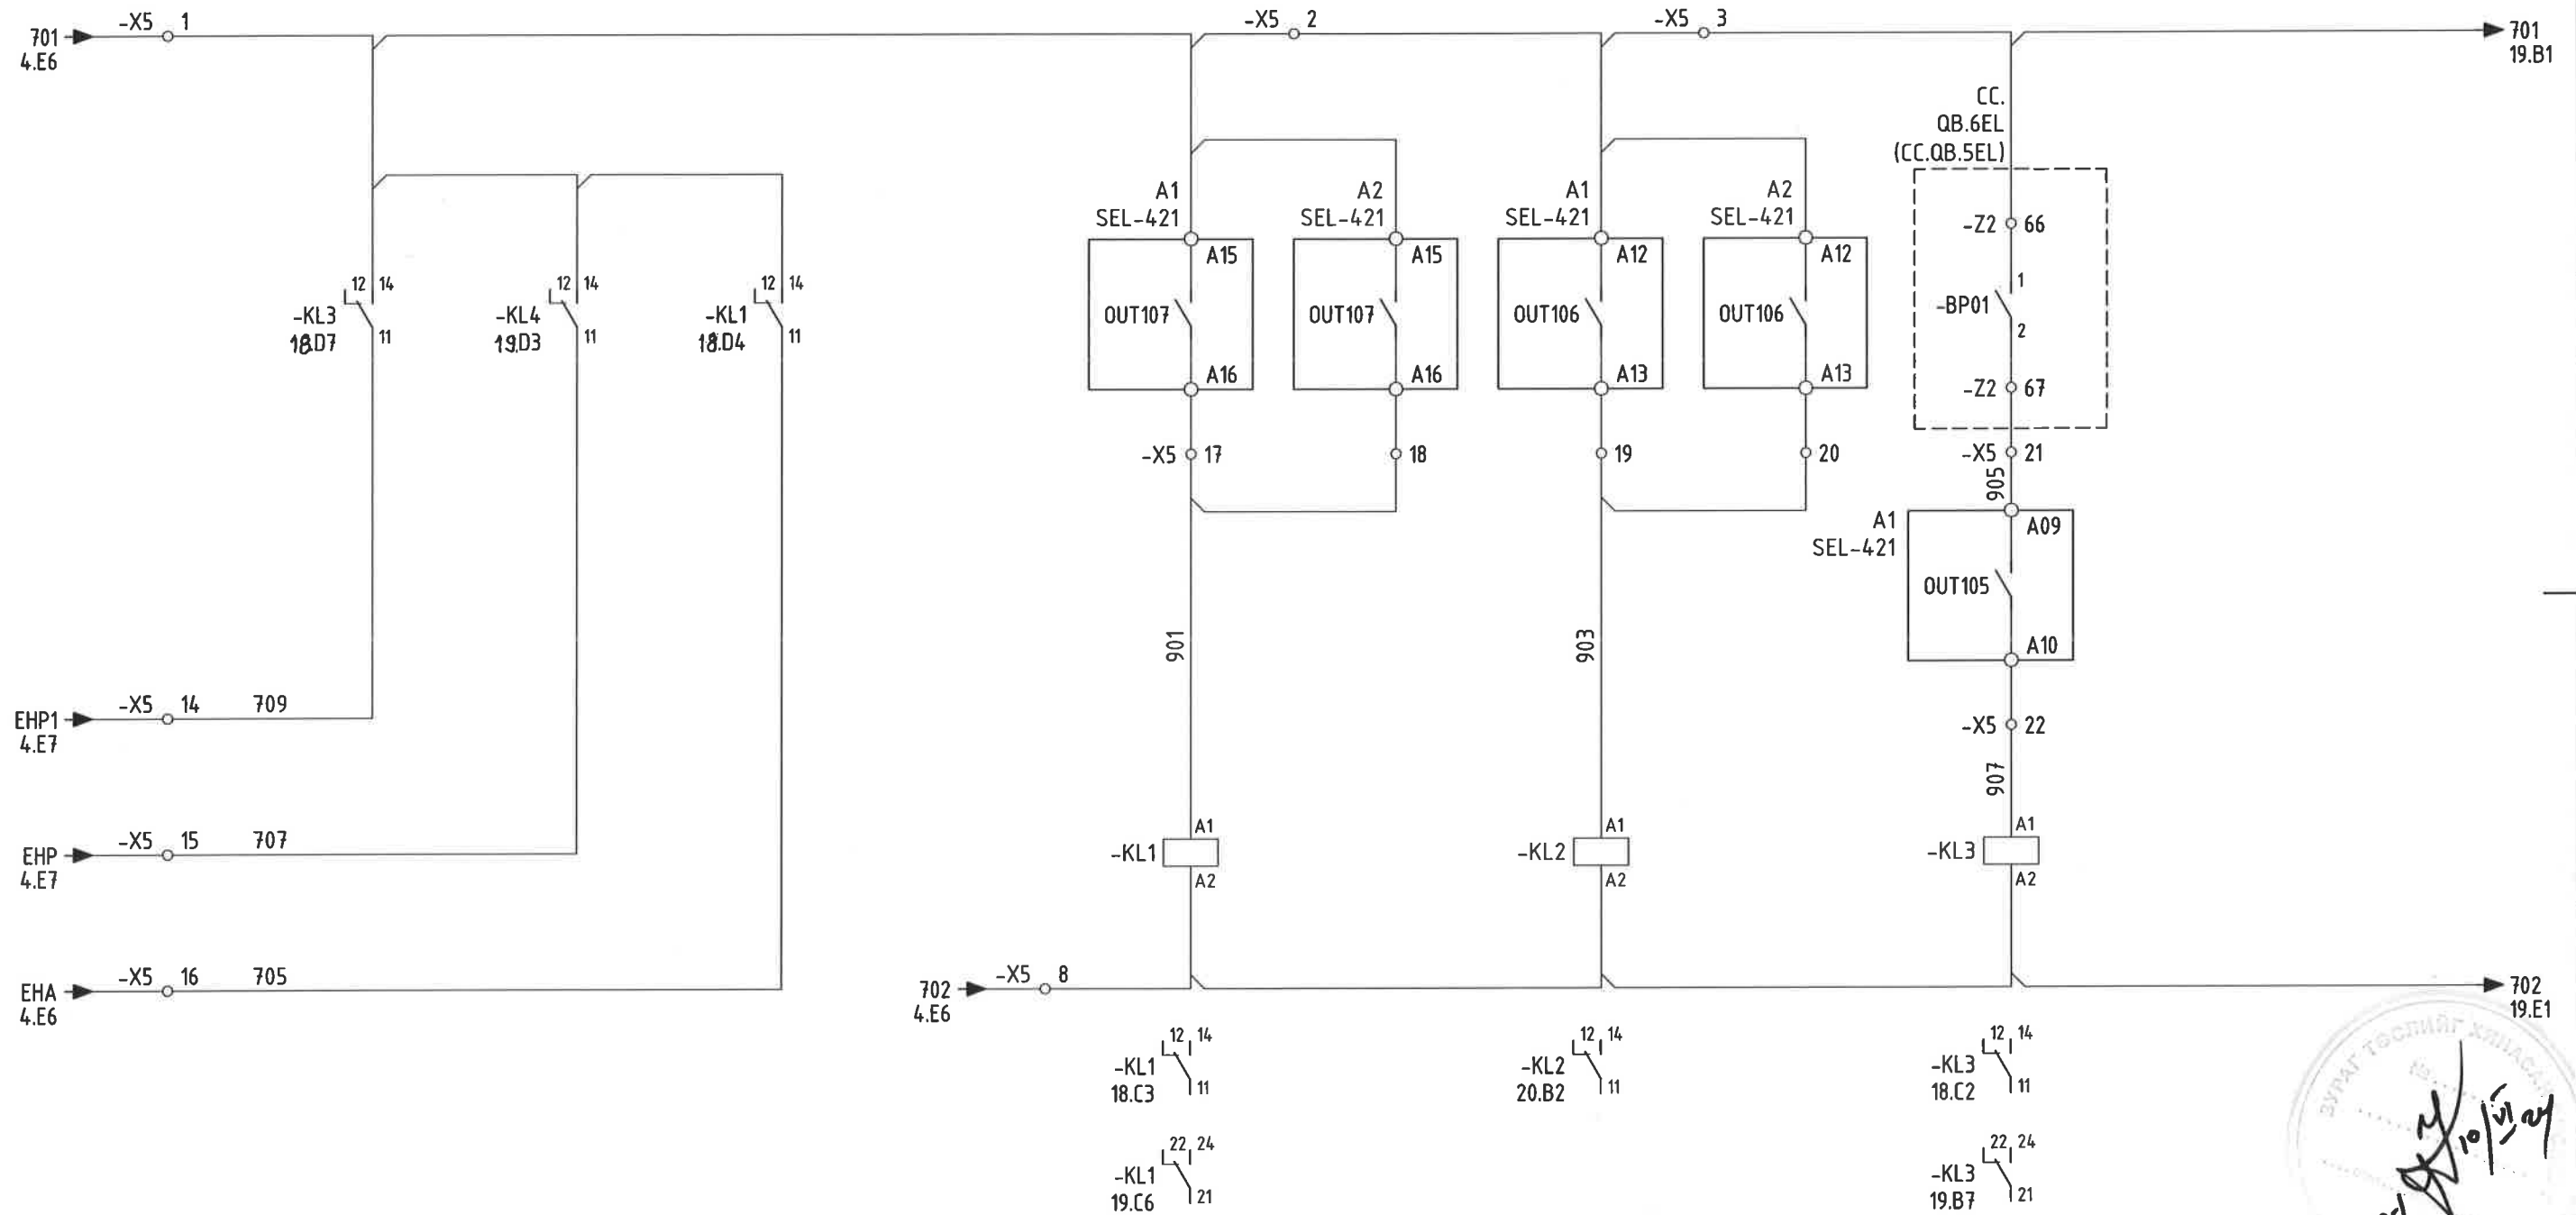 -X5 1
-X5 2
-X5 3
701
4.E6
701
19.B1
CC.
QB.6EL
(CC.QB.5EL)
A1
SEL-421
A2
SEL-421
A1
SEL-421
A2
SEL-421
-Z2 66
A15
A15
A12
A12
12 14
-KL3
18.D7
11
12 14
-KL4
19.D3
11
12 14
-KL1
18.D4
11
OUT107
OUT107
OUT106
OUT106
1
-BP01
2
A16
A16
A13
A13
-Z2 67
-X5 17
18
19
20
-X5 21
905
A1
SEL-421
A09
OUT105
A10
901
903
EHP1
4.E7
-X5 14 709
-X5 22
907
EHP
4.E7
-X5 15 707
A1
-KL1
A2
A1
-KL2
A2
A1
-KL3
A2
EHA
4.E6
-X5 16 705
702
4.E6
-X5 8
702
19.E1
12 14
-KL1
18.C3
11
12 14
-KL2
20.B2
11
12 14
-KL3
18.C2
11
22 24
-KL1
19.C6
21
22 24
-KL3
19.B7
21
ЗУРАГ ТӨСЛИЙГ ХЯНАСАН
№
10/VI